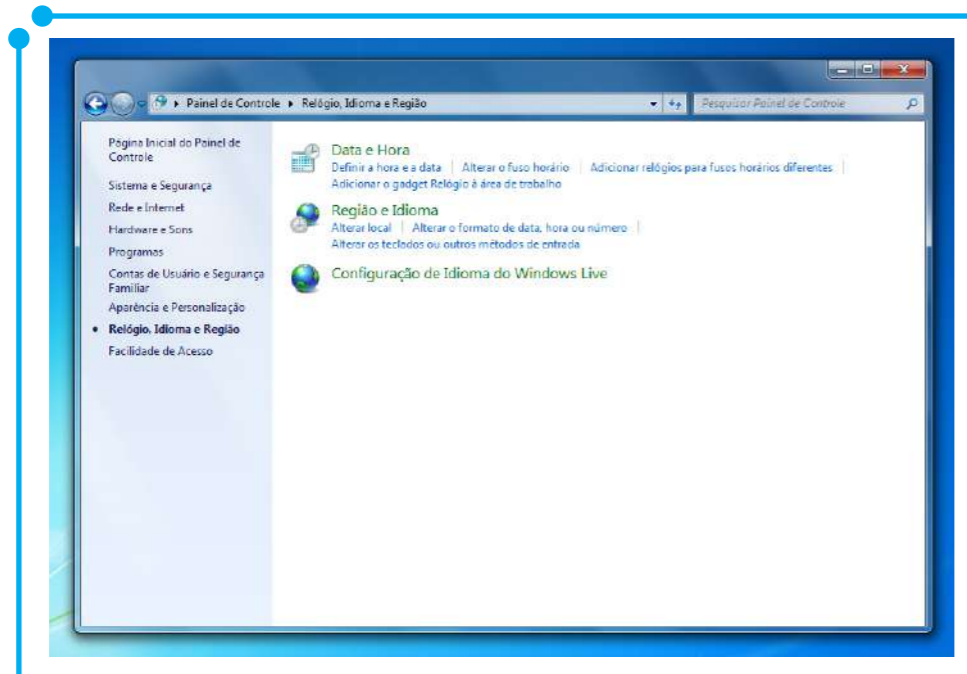 Painel de Controle ▸ Relógio, Idioma e Região
Pesquisar Painel de Controle
Página Inicial do Painel de
Controle
Sistema e Segurança
Rede e Internet
Hardware e Sons
Programas
Contas de Usuário e Segurança
Familiar
Aparência e Personalização
Relógio, Idioma e Região
Facilidade de Acesso
Data e Hora
Definir a hora e a data | Alterar o fuso horário | Adicionar relógios para fusos horários diferentes |
Adicionar o gadget Relógio à área de trabalho
Região e Idioma
Alterar local | Alterar o formato de data, hora ou número |
Alterar os teclados ou outros métodos de entrada
Configuração de Idioma do Windows Live